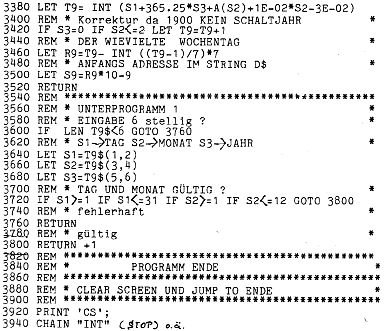 3380 LET T9= INT (S1+365.25*S3+A(S2)+1E-02*S2-3E-02)
3400 REM * Korrektur da 1900 KEIN SCHALTJAHR *
3420 IF S3=0 IF S2<=2 LET T9=T9+1
3440 REM * DER WIEVIELTE WOCHENTAG *
3460 LET R9=T9- INT ((T9-1)/7)*7
3480 REM * ANFANGS ADRESSE IM STRING D$ *
3500 LET S9=R9*10-9
3520 RETURN
3540 REM ****************************************
3560 REM * UNTERPROGRAMM 1 *
3580 REM * EINGABE 6 stellig ? *
3600 IF LEN T9$<6 GOTO 3760
3620 REM * S1->TAG S2->MONAT S3->JAHR *
3640 LET S1=T9$(1,2)
3660 LET S2=T9$(3,4)
3680 LET S3=T9$(5,6)
3700 REM * TAG UND MONAT GÜLTIG ? *
3720 IF S1>=1 IF S1<=31 IF S2>=1 IF S2<=12 GOTO 3800
3740 REM * fehlerhaft *
3760 RETURN
3780 REM * gültig *
3800 RETURN +1
3820 REM ****************************************
3840 REM * PROGRAMM ENDE *
3860 REM ****************************************
3880 REM * CLEAR SCREEN UND JUMP TO ENDE *
3900 REM ****************************************
3920 PRINT 'CS';
3940 CHAIN "INT" (STOP) o.ä.